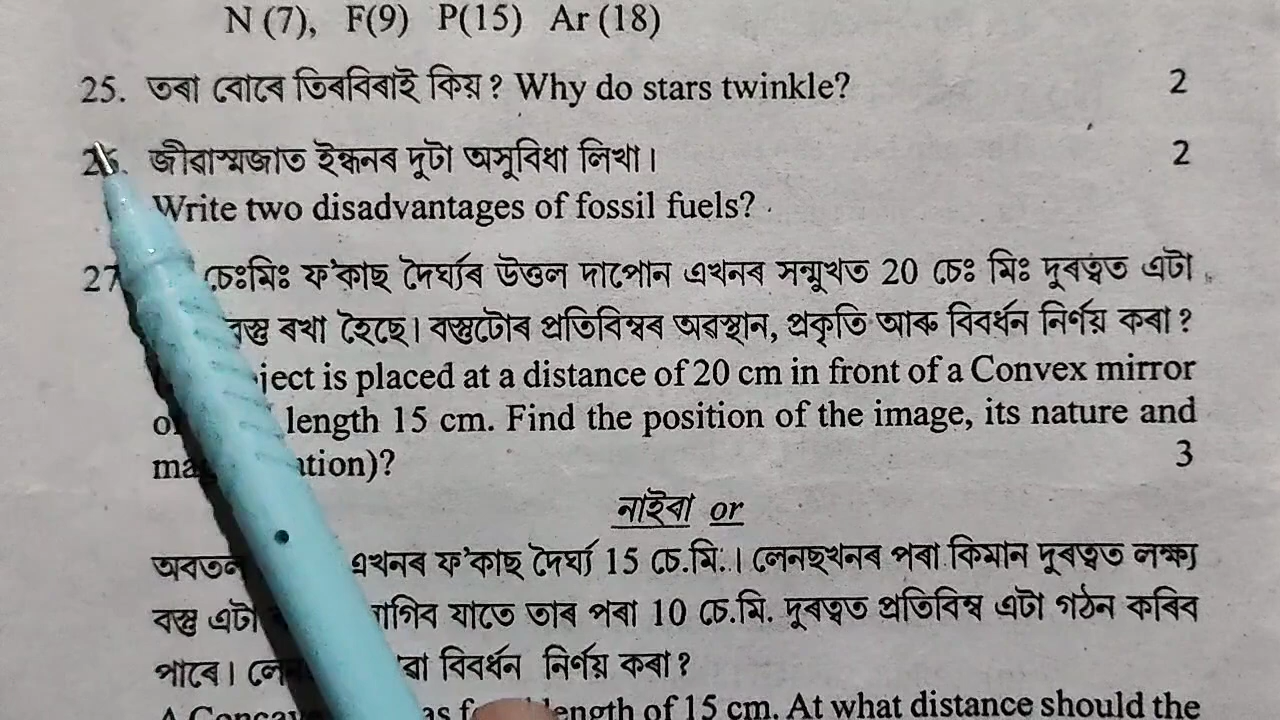 N (7), F(9) P(15) Ar (18)
25. তৰা বোৰে তিৰবিৰাই কিয় ? Why do stars twinkle? 2
26. জীৱাশ্মজাত ইন্ধনৰ দুটা অসুবিধা লিখা। 2
Write two disadvantages of fossil fuels?
27 চেঃমিঃ ফ'কাছ দৈৰ্ঘ্যৰ উত্তল দাপোন এখনৰ সন্মুখত 20 চেঃ মিঃ দূৰত্বত এটা
বস্তু ৰখা হৈছে। বস্তুটোৰ প্ৰতিবিম্বৰ অৱস্থান, প্ৰকৃতি আৰু বিবৰ্ধন নিৰ্ণয় কৰা ?
is placed at a distance of 20 cm in front of a Convex mirror
length 15 cm. Find the position of the image, its nature and
3
নাইবা or
এখনৰ ফ'কাছ দৈৰ্ঘ্য 15 চে.মি.। লেনছখনৰ পৰা কিমান দূৰত্বত লক্ষ্য
বস্তু এটা যাতে তাৰ পৰা 10 চে.মি. দূৰত্বত প্ৰতিবিম্ব এটা গঠন কৰিব
পাৰে। বিবৰ্ধন নিৰ্ণয় কৰা ?
A length of 15 cm. At what distance should the